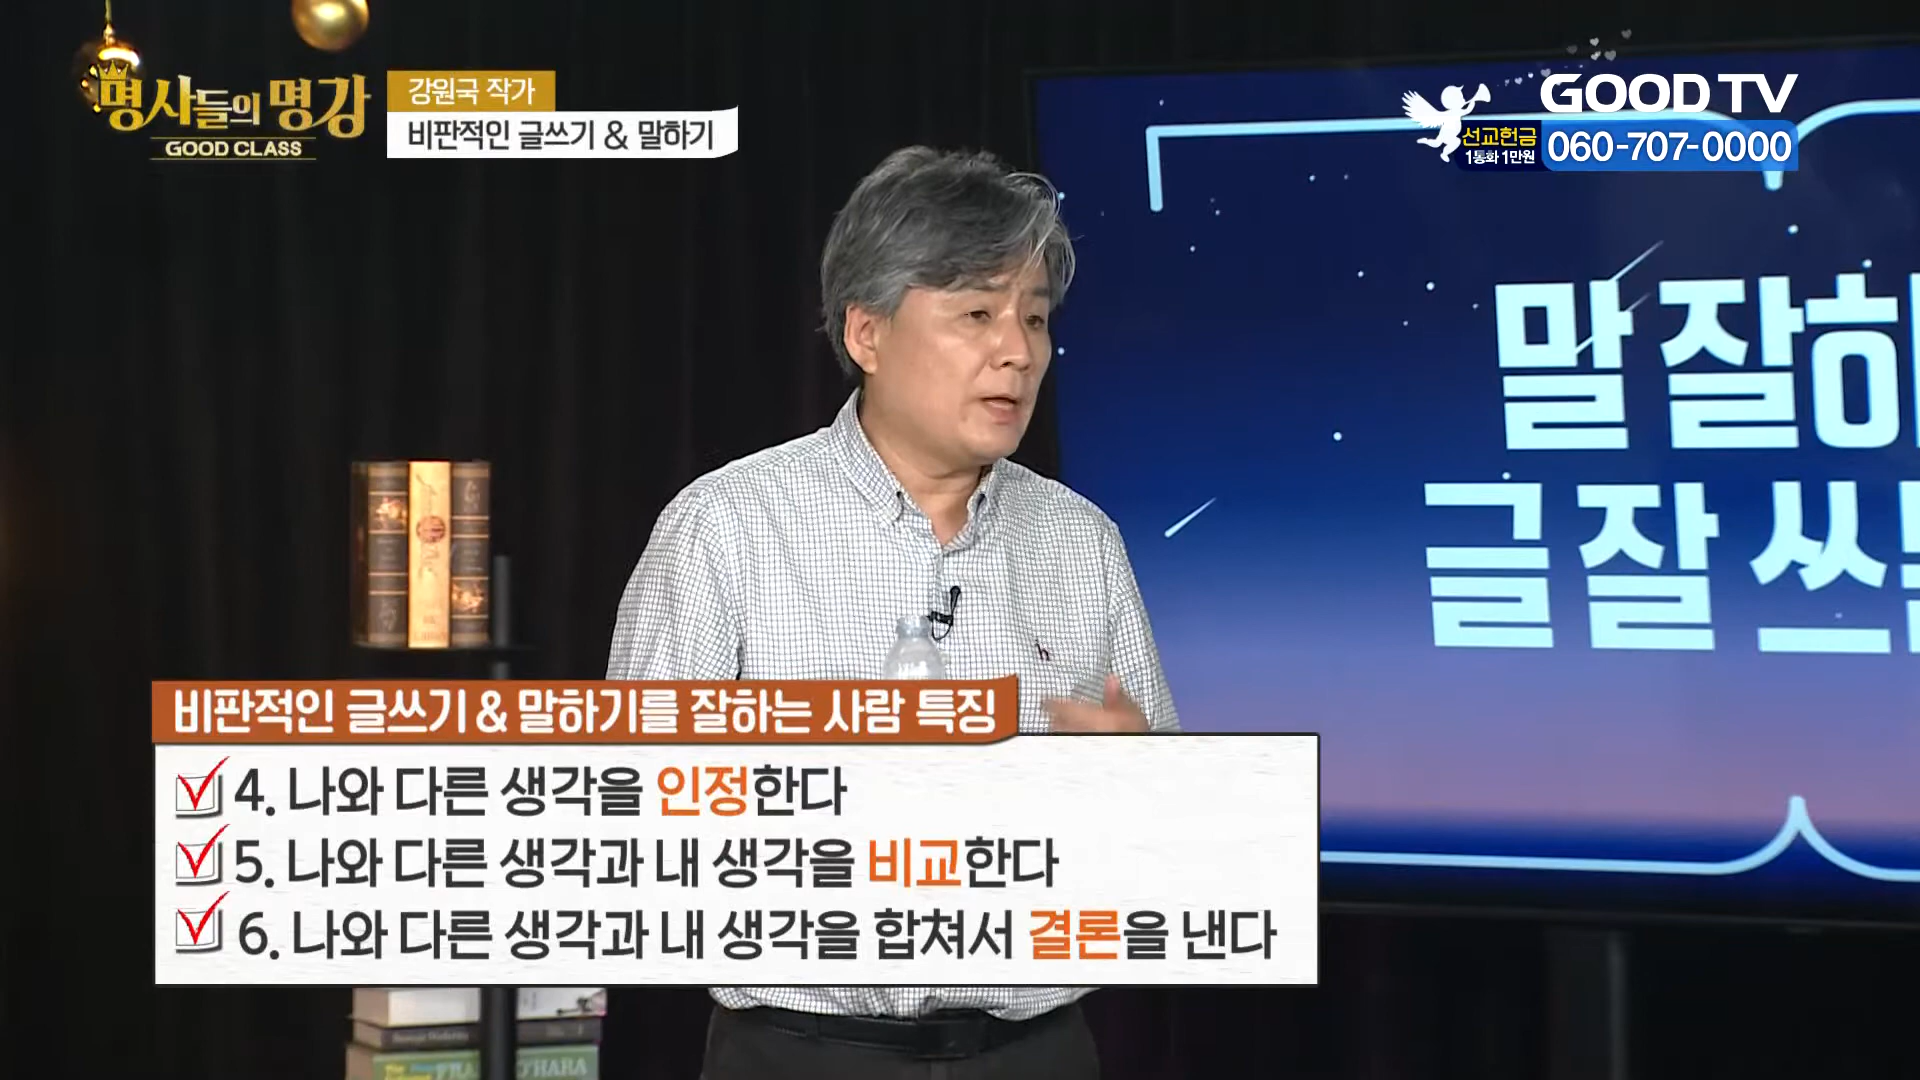 명사들의 명강
GOOD CLASS
강원국 작가
비판적인 글쓰기 & 말하기
GOOD TV
선교헌금
1통화 1만원
060-707-0000
말 잘하
글 잘 쓰
비판적인 글쓰기 & 말하기를 잘하는 사람 특징
4. 나와 다른 생각을 인정한다
5. 나와 다른 생각과 내 생각을 비교한다
6. 나와 다른 생각과 내 생각을 합쳐서 결론을 낸다
O'HARA